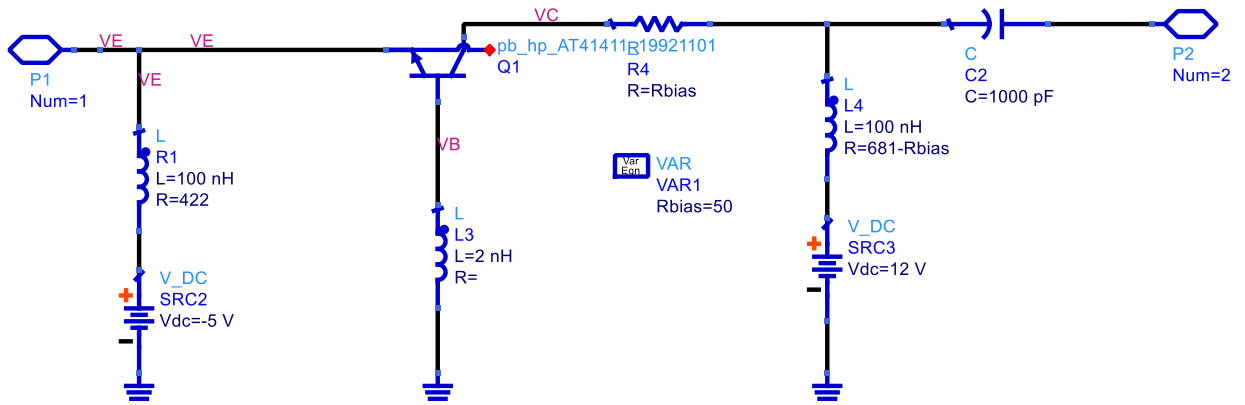 VE
VE
VE
P1
Num=1
L
R1
L=100 nH
R=422
V_DC
SRC2
Vdc=-5 V
VC
pb_hp_AT41411_19921101
Q1
VB
L
L3
L=2 nH
R=
R
R4
R=Rbias
Var
Eqn
VAR
VAR1
Rbias=50
L
L4
L=100 nH
R=681-Rbias
V_DC
SRC3
Vdc=12 V
C
C2
C=1000 pF
P2
Num=2